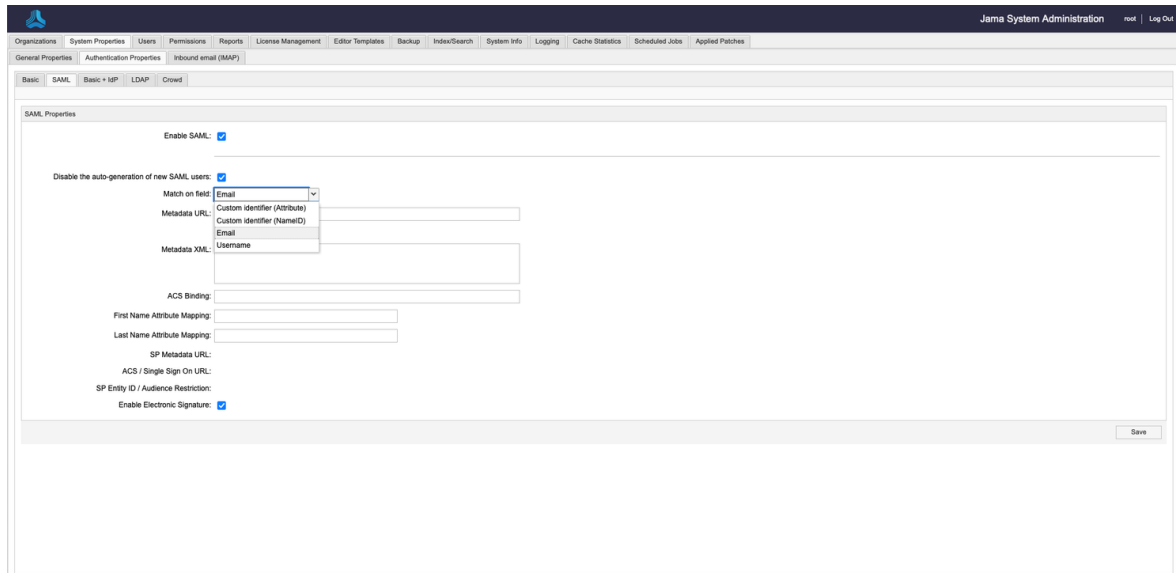 Jama System Administration root | Log Out
Organizations System Properties Users Permissions Reports License Management Editor Templates Backup Index/Search System Info Logging Cache Statistics Scheduled Jobs Applied Patches
General Properties Authentication Properties Inbound email (IMAP)
Basic SAML Basic + IdP LDAP Crowd
SAML Properties
Enable SAML:
Disable the auto-generation of new SAML users:
Match on field: Email
Custom identifier (Attribute)
Metadata URL:
Custom identifier (NameID)
Email
Username
Metadata XML:
ACS Binding:
First Name Attribute Mapping:
Last Name Attribute Mapping:
SP Metadata URL:
ACS / Single Sign On URL:
SP Entity ID / Audience Restriction:
Enable Electronic Signature:
Save